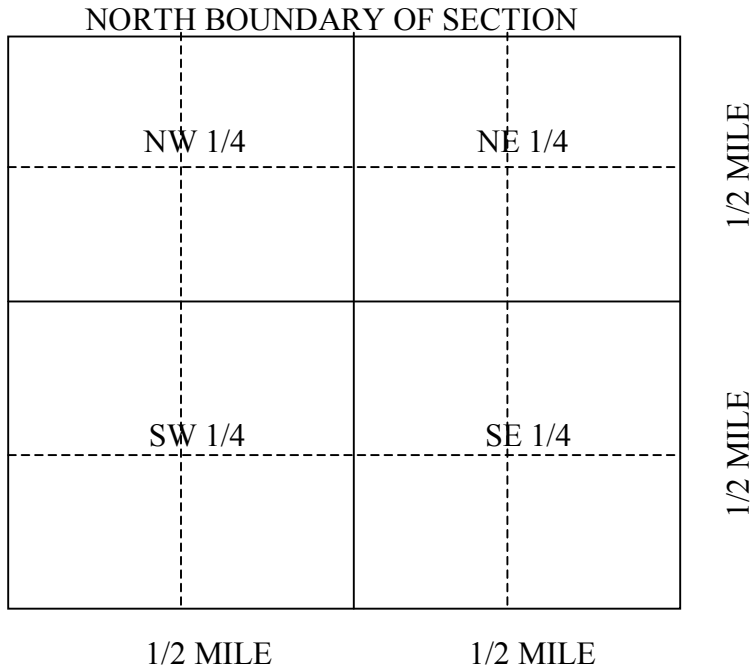 NORTH BOUNDARY OF SECTION
NW 1/4
NE 1/4
1/2 MILE
SW 1/4
SE 1/4
1/2 MILE
1/2 MILE
1/2 MILE